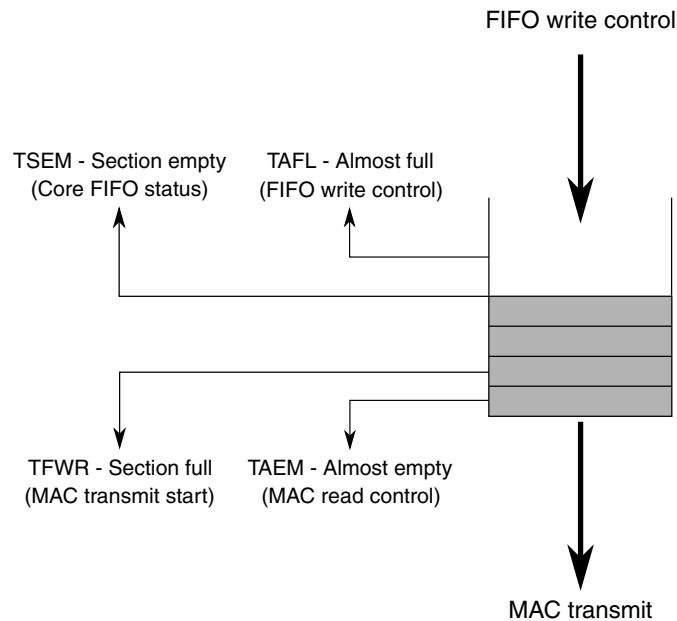 FIFO write control
TSEM - Section empty
(Core FIFO status)
TAFL - Almost full
(FIFO write control)
TFWR - Section full
(MAC transmit start)
TAEM - Almost empty
(MAC read control)
MAC transmit